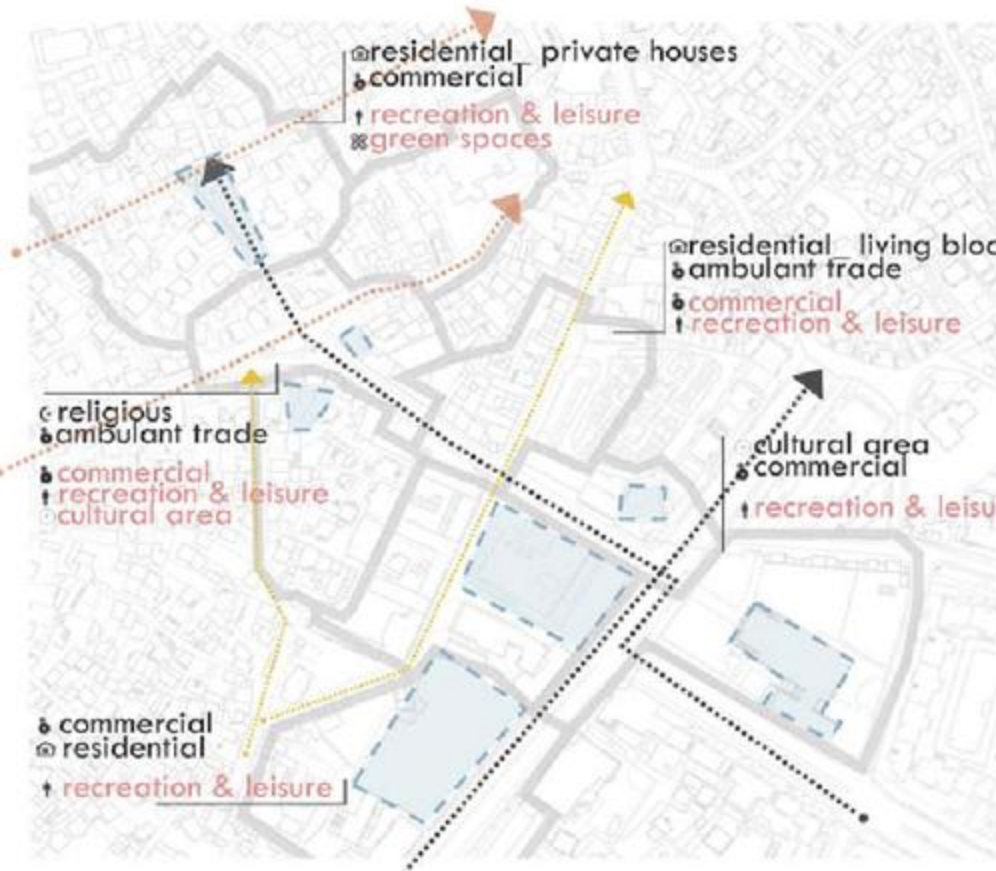 residential_ private houses
commercial
recreation & leisure
green spaces
residential_ living bloc
ambulant trade
commercial
recreation & leisure
religious
ambulant trade
commercial
recreation & leisure
cultural area
cultural area
commercial
recreation & leisu
commercial
residential
recreation & leisure